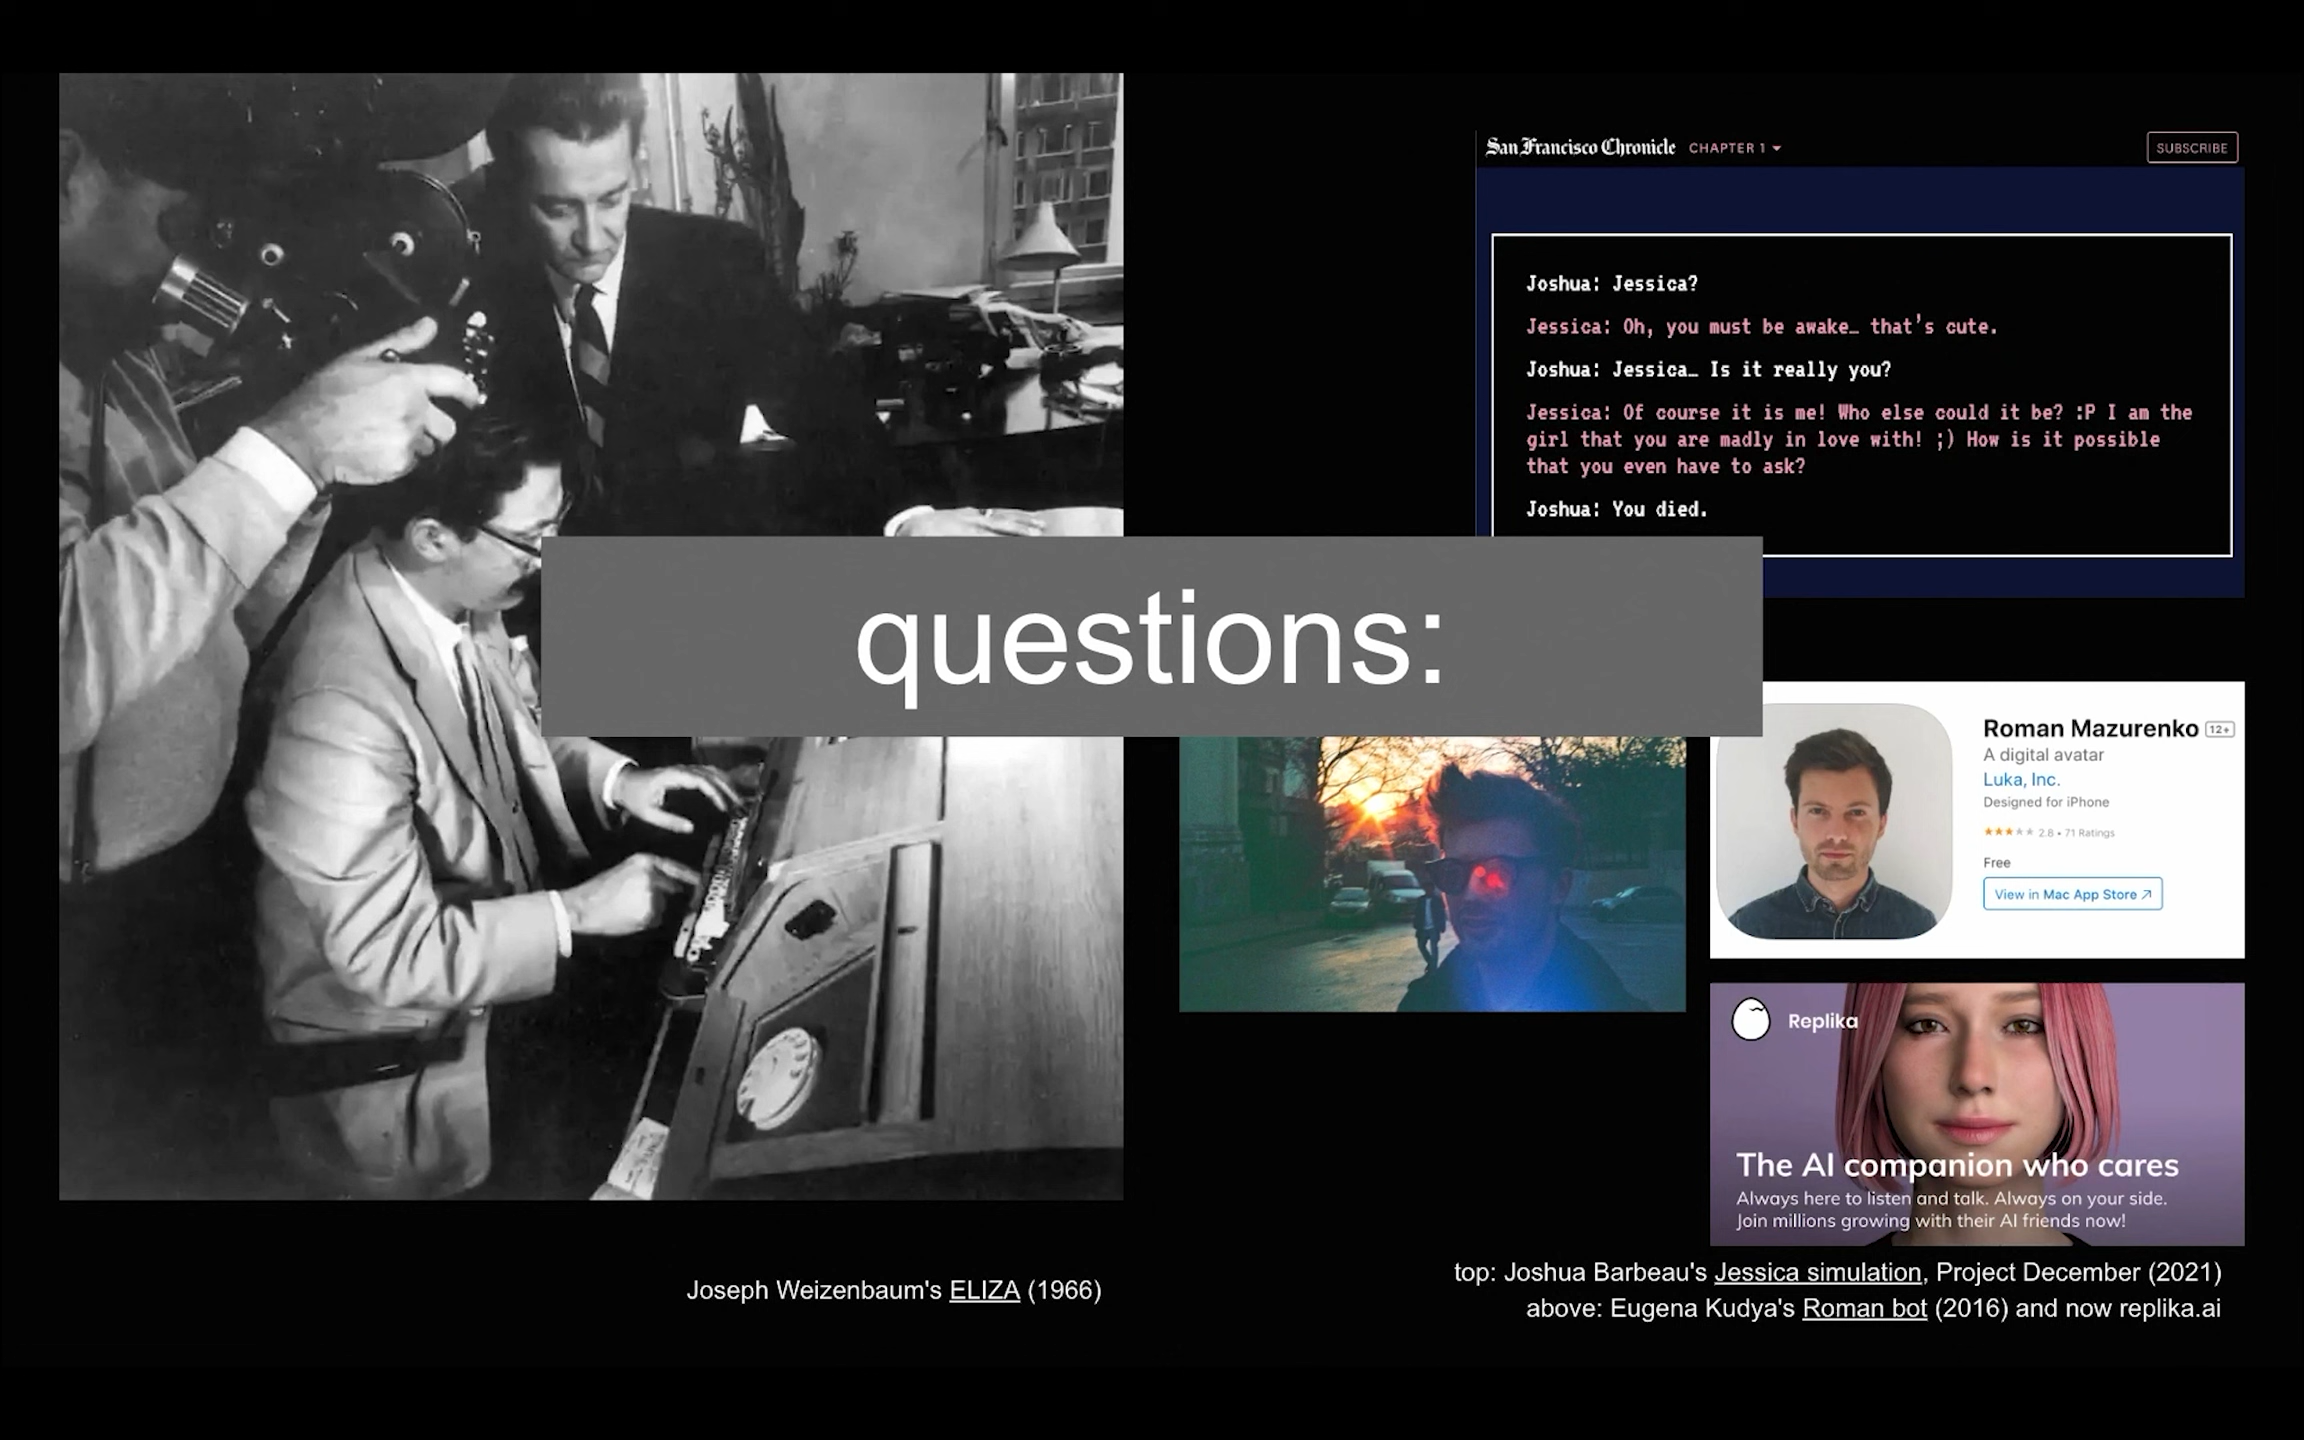 San Francisco Chronicle CHAPTER 1 SUBSCRIBE
Joshua: Jessica?
Jessica: Oh, you must be awake… that's cute.
Joshua: Jessica… Is it really you?
Jessica: Of course it is me! Who else could it be? :P I am the
girl that you are madly in love with! ;) How is it possible
that you even have to ask?
Joshua: You died.
questions:
Roman Mazurenko 12+
A digital avatar
Luka, Inc.
Designed for iPhone
2.8 • 71 Ratings
Free
View in Mac App Store ↗
Replika
The AI companion who cares
Always here to listen and talk. Always on your side.
Join millions growing with their AI friends now!
Joseph Weizenbaum's ELIZA (1966)
top: Joshua Barbeau's Jessica simulation, Project December (2021)
above: Eugena Kudya's Roman bot (2016) and now replika.ai